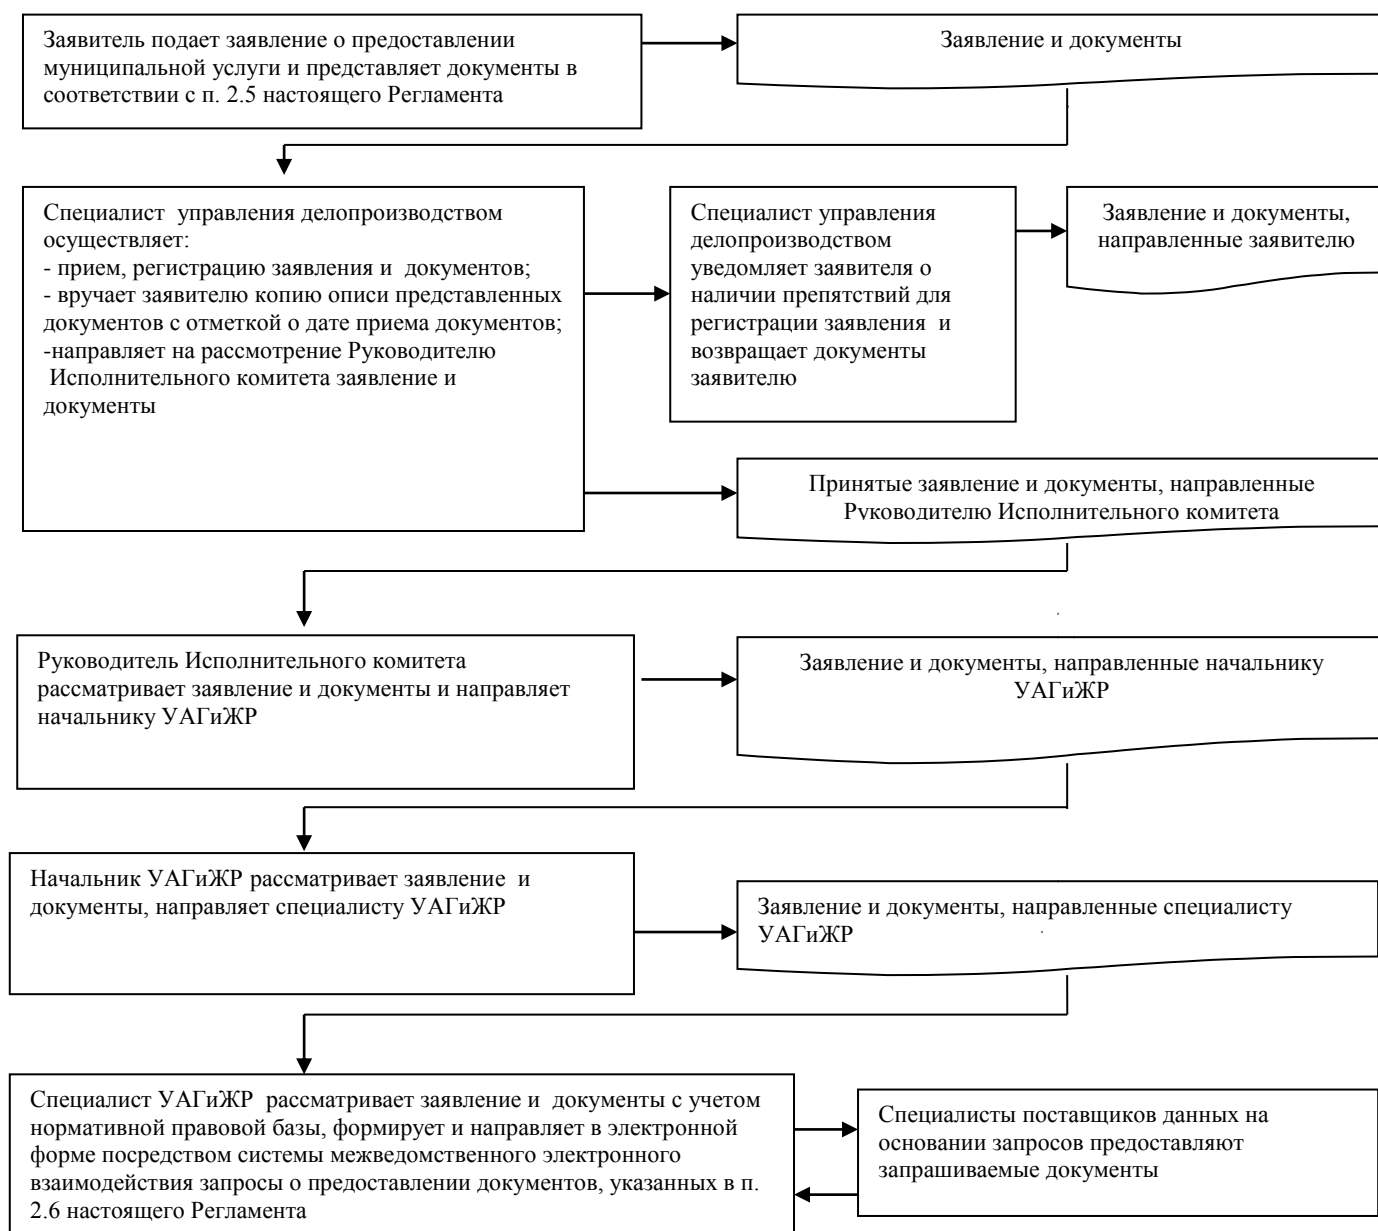 Заявитель подает заявление о предоставлении
муниципальной услуги и представляет документы в
соответствии с п. 2.5 настоящего Регламента
Заявление и документы
Специалист  управления делопроизводством
осуществляет:
- прием, регистрацию заявления и  документов;
- вручает заявителю копию описи представленных
документов с отметкой о дате приема документов;
-направляет на рассмотрение Руководителю
Исполнительного комитета заявление и
документы
Специалист управления
делопроизводством
уведомляет заявителя о
наличии препятствий для
регистрации заявления  и
возвращает документы
заявителю
Заявление и документы,
направленные заявителю
Принятые заявление и документы, направленные
Руководителю Исполнительного комитета
Руководитель Исполнительного комитета
рассматривает заявление и документы и направляет
начальнику УАГиЖР
Заявление и документы, направленные начальнику
УАГиЖР
Начальник УАГиЖР рассматривает заявление  и
документы, направляет специалисту УАГиЖР
Заявление и документы, направленные специалисту
УАГиЖР
Специалист УАГиЖР  рассматривает заявление и  документы с учетом
нормативной правовой базы, формирует и направляет в электронной
форме посредством системы межведомственного электронного
взаимодействия запросы о предоставлении документов, указанных в п.
2.6 настоящего Регламента
Специалисты поставщиков данных на
основании запросов предоставляют
запрашиваемые документы